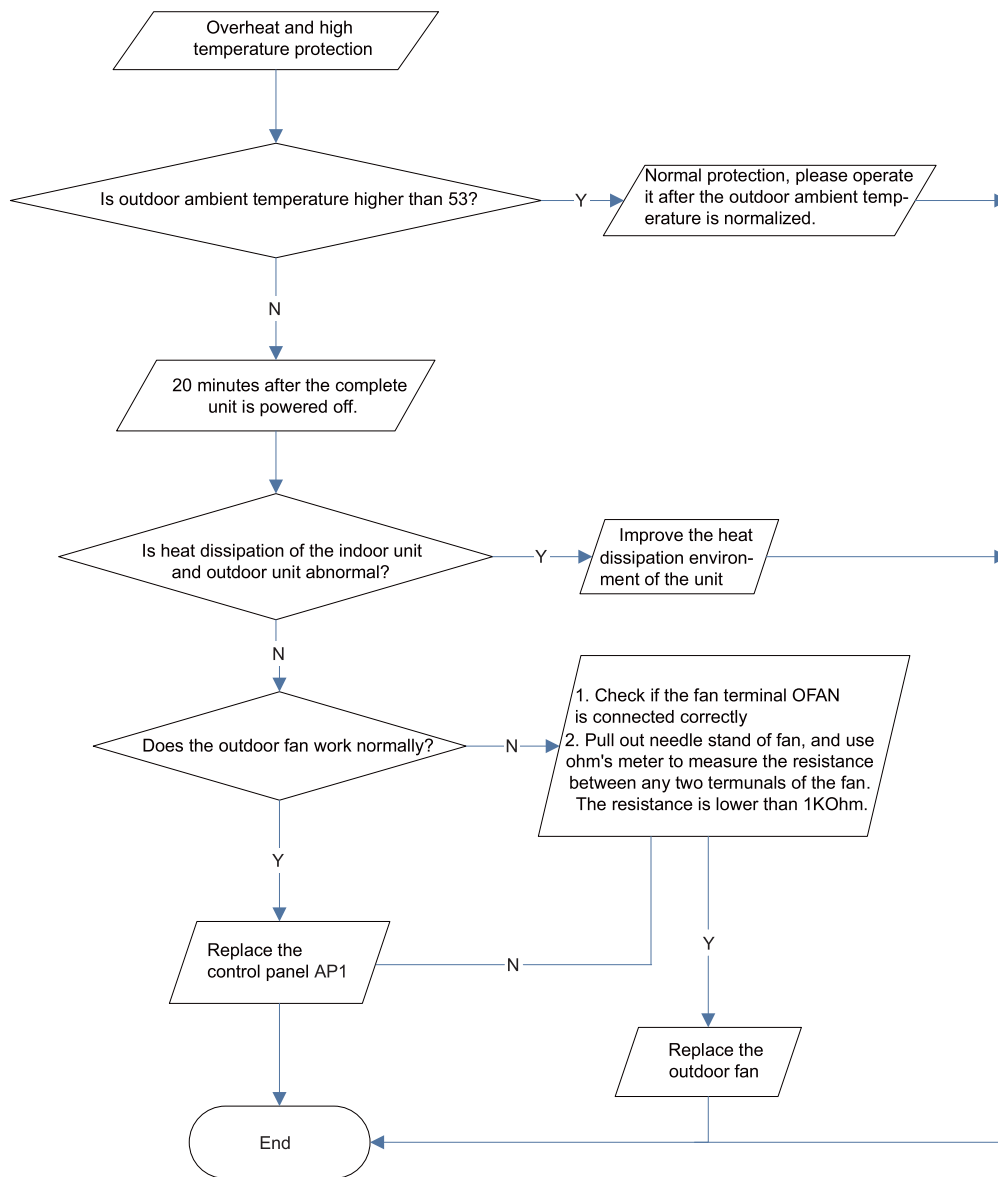 Overheat and high
temperature protection
Is outdoor ambient temperature higher than 53?
Y
Normal protection, please operate
it after the outdoor ambient temp-
erature is normalized.
N
20 minutes after the complete
unit is powered off.
Is heat dissipation of the indoor unit
and outdoor unit abnormal?
Y
Improve the heat
dissipation environ-
ment of the unit
N
Does the outdoor fan work normally?
N
1. Check if the fan terminal OFAN
is connected correctly
2. Pull out needle stand of fan, and use
ohm's meter to measure the resistance
between any two termunals of the fan.
The resistance is lower than 1KOhm.
Y
Replace the
control panel AP1
N
Y
Replace the
outdoor fan
End